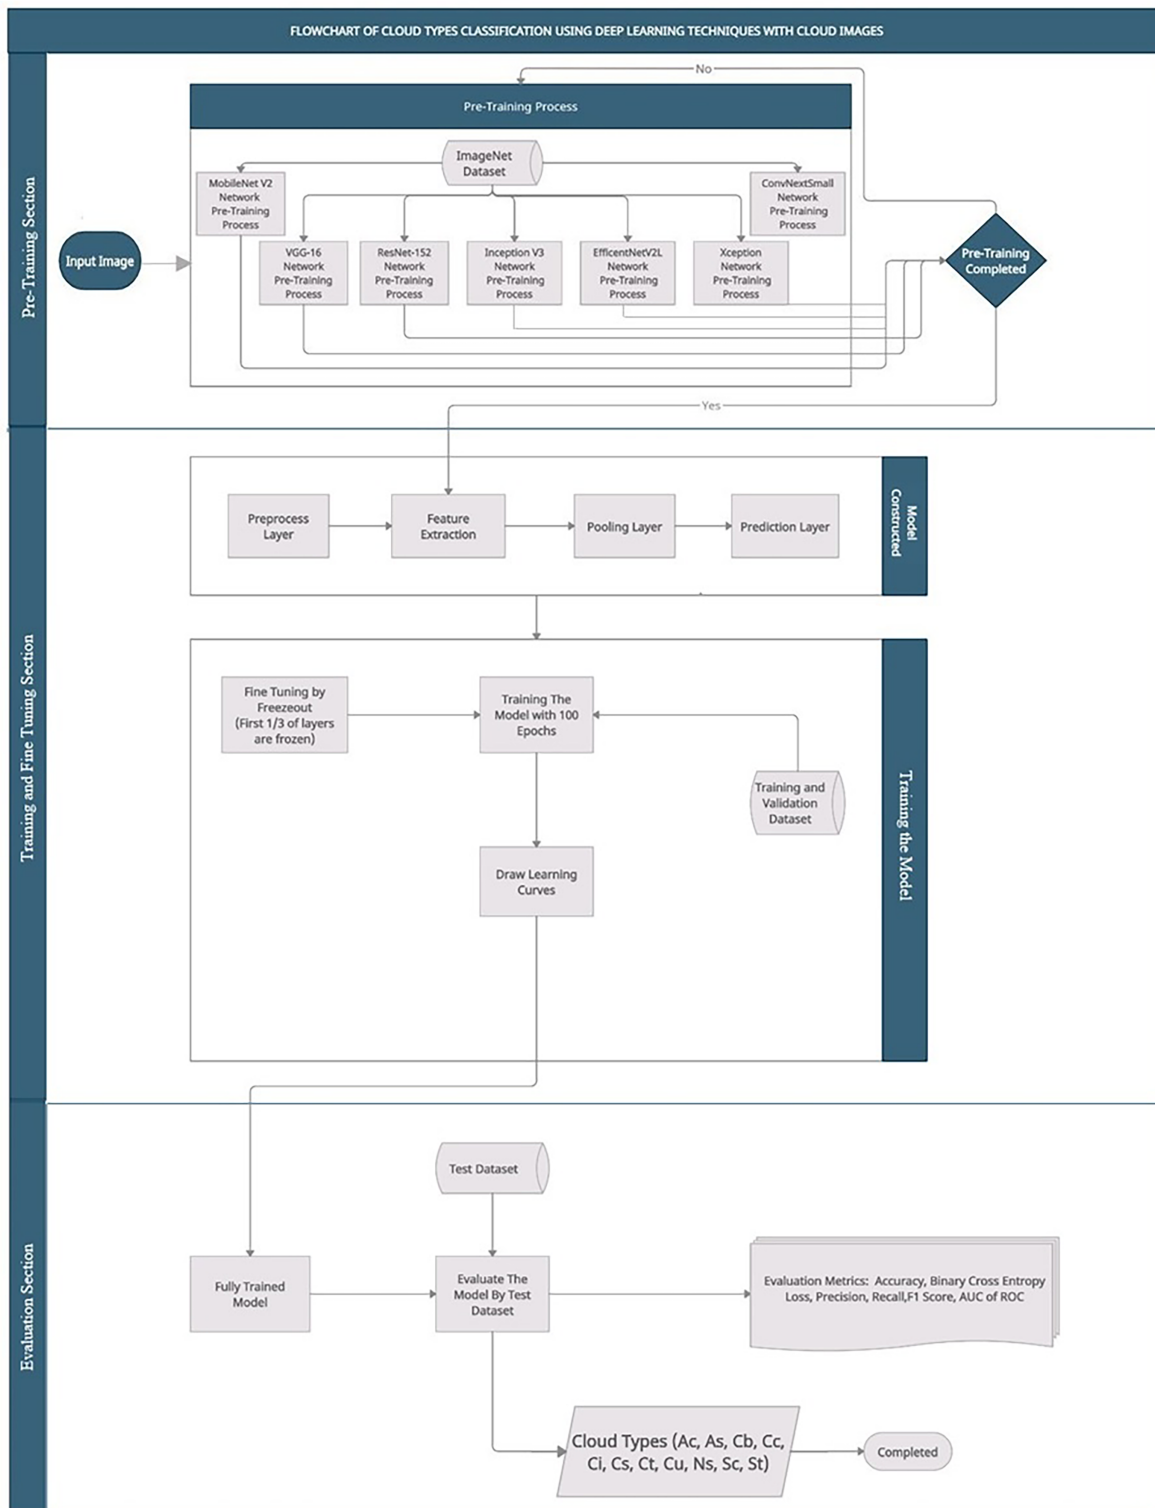 FLOWCHART OF CLOUD TYPES CLASSIFICATION USING DEEP LEARNING TECHNIQUES WITH CLOUD IMAGES
Pre-Training Section
No
Pre-Training Process
ImageNet
Dataset
MobileNet V2
Network
Pre-Training
Process
ConvNextSmall
Network
Pre-Training
Process
Input Image
VGG-16
Network
Pre-Training
Process
ResNet-152
Network
Pre-Training
Process
Inception V3
Network
Pre-Training
Process
EfficentNetV2L
Network
Pre-Training
Process
Xception
Network
Pre-Training
Process
Pre-Training
Completed
Yes
Training and Fine Tuning Section
Preprocess
Layer
Feature
Extraction
Pooling Layer
Prediction Layer
Model
Constructed
Fine Tuning by
Freezeout
(First 1/3 of layers
are frozen)
Training The
Model with 100
Epochs
Training and
Validation
Dataset
Draw Learning
Curves
Training the Model
Evaluation Section
Test Dataset
Fully Trained
Model
Evaluate The
Model By Test
Dataset
Evaluation Metrics: Accuracy, Binary Cross Entropy
Loss, Precision, Recall,F1 Score, AUC of ROC
Cloud Types (Ac, As, Cb, Cc,
Ci, Cs, Ct, Cu, Ns, Sc, St)
Completed